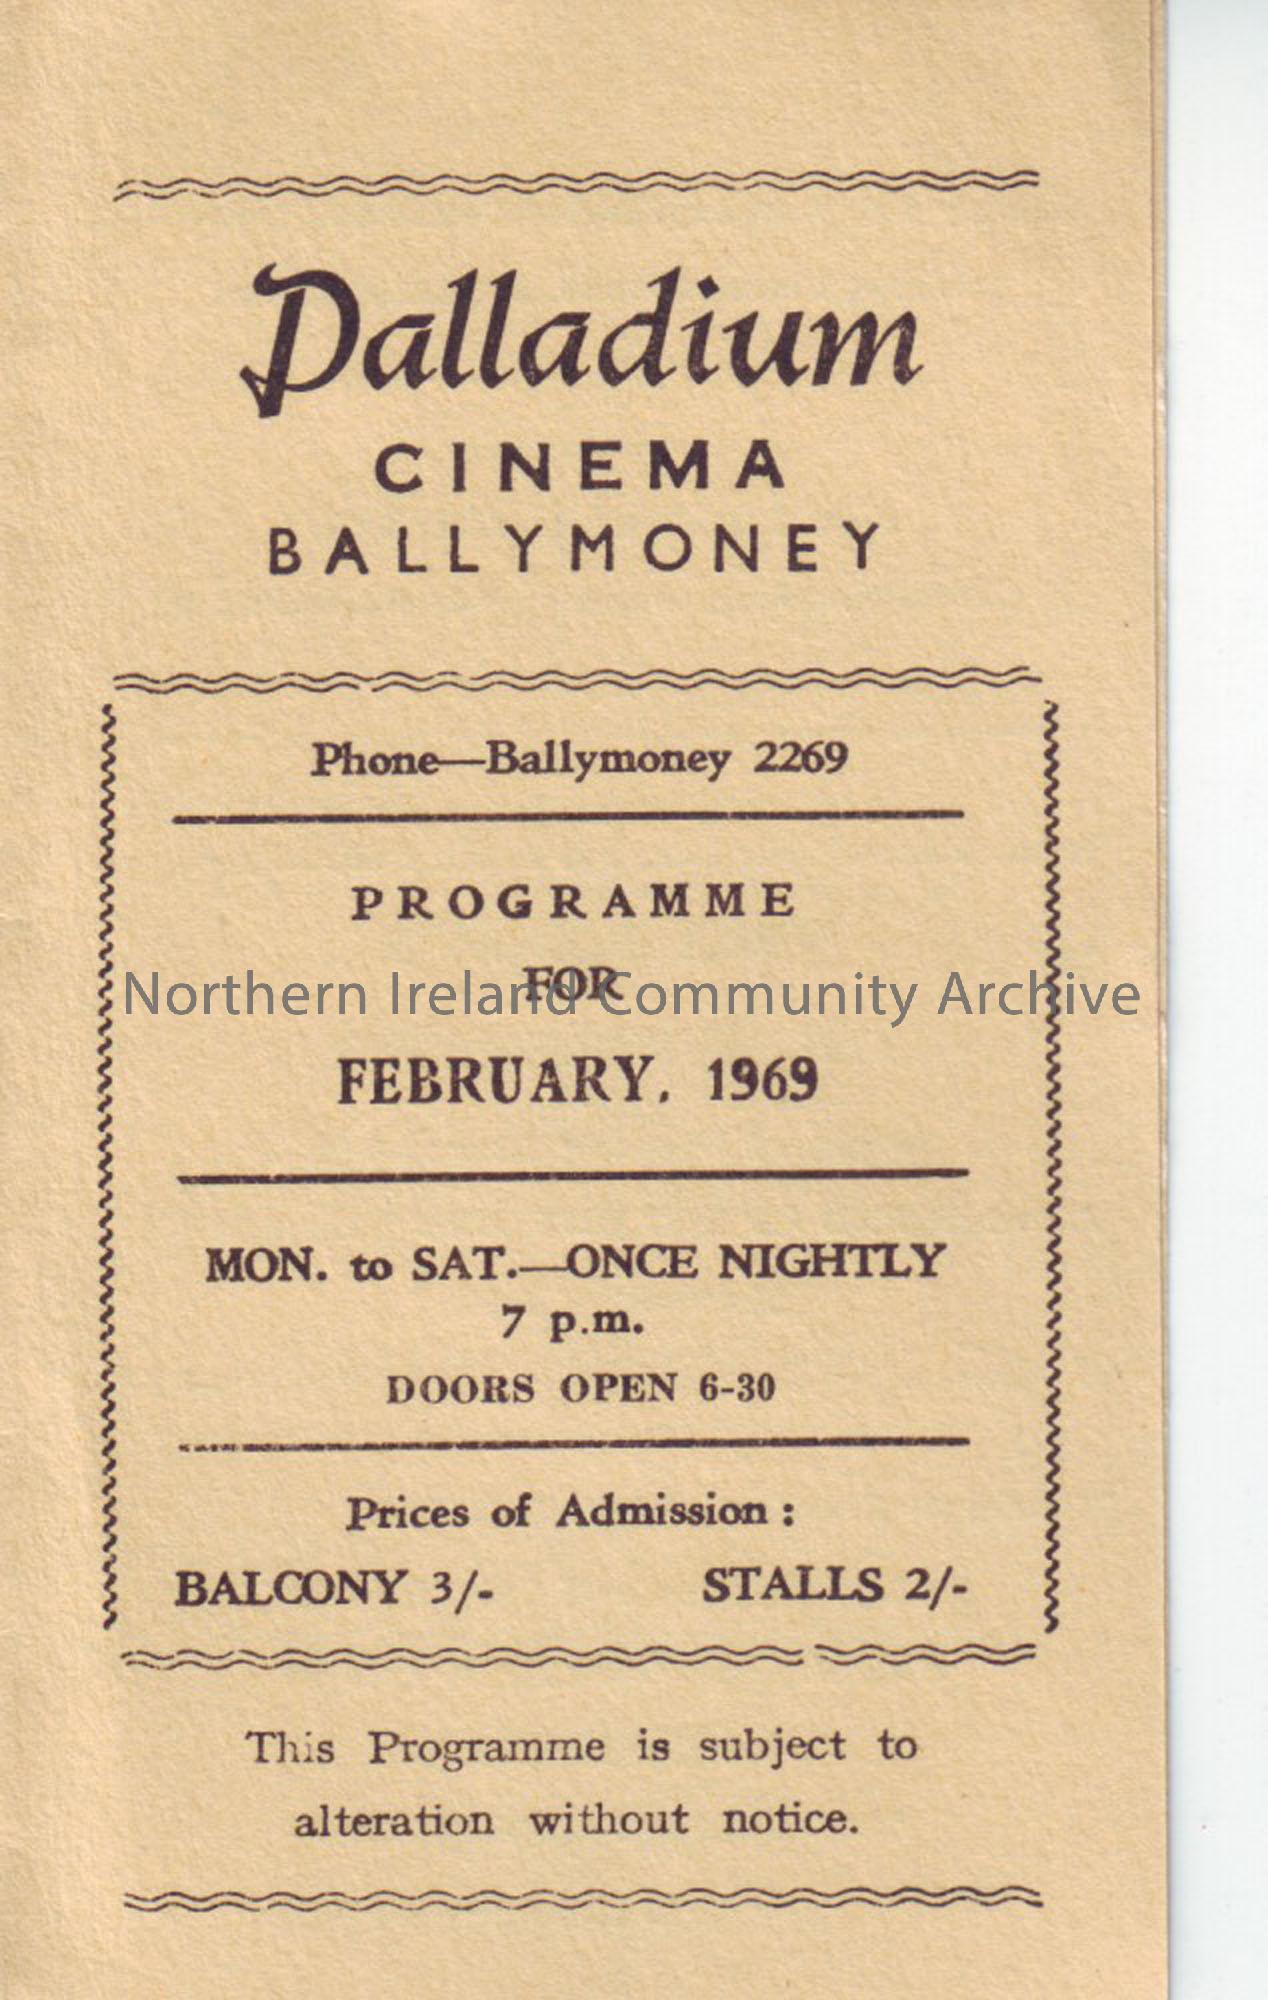 Palladium
CINEMA
BALLYMONEY
Phone—Ballymoney 2269
PROGRAMME
FOR
Northern Ireland Community Archive
FEBRUARY, 1969
MON. to SAT.—ONCE NIGHTLY
7 p.m.
DOORS OPEN 6-30
Prices of Admission :
BALCONY 3/- STALLS 2/-
This Programme is subject to
alteration without notice.